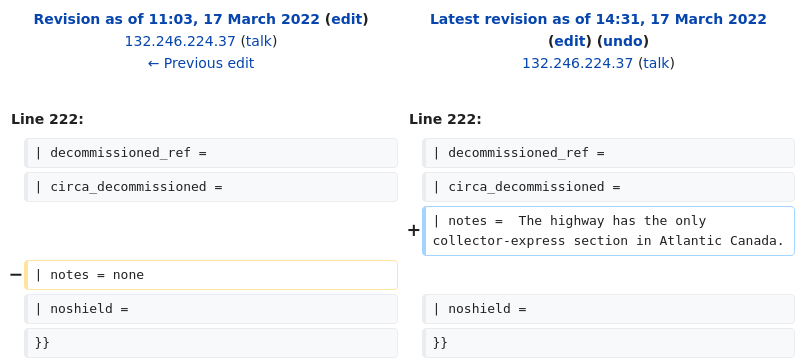 Revision as of 11:03, 17 March 2022 (edit)
132.246.224.37 (talk)
← Previous edit
Latest revision as of 14:31, 17 March 2022
(edit) (undo)
132.246.224.37 (talk)
Line 222:
Line 222:
| decommissioned_ref =
| decommissioned_ref =
| circa_decommissioned =
| circa_decommissioned =
+ | notes =  The highway has the only
collector-express section in Atlantic Canada.
− | notes = none
| noshield =
| noshield =
}}
}}